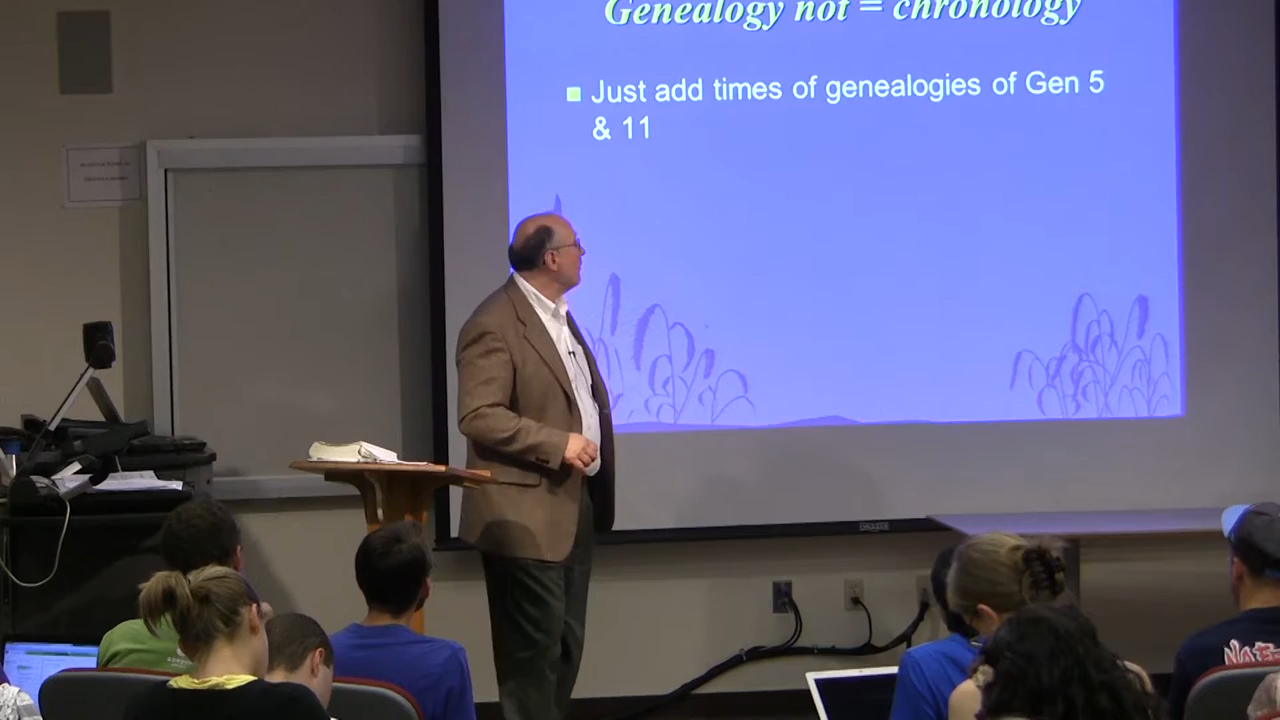 Genealogy not = chronology
Just add times of genealogies of Gen 5
& 11